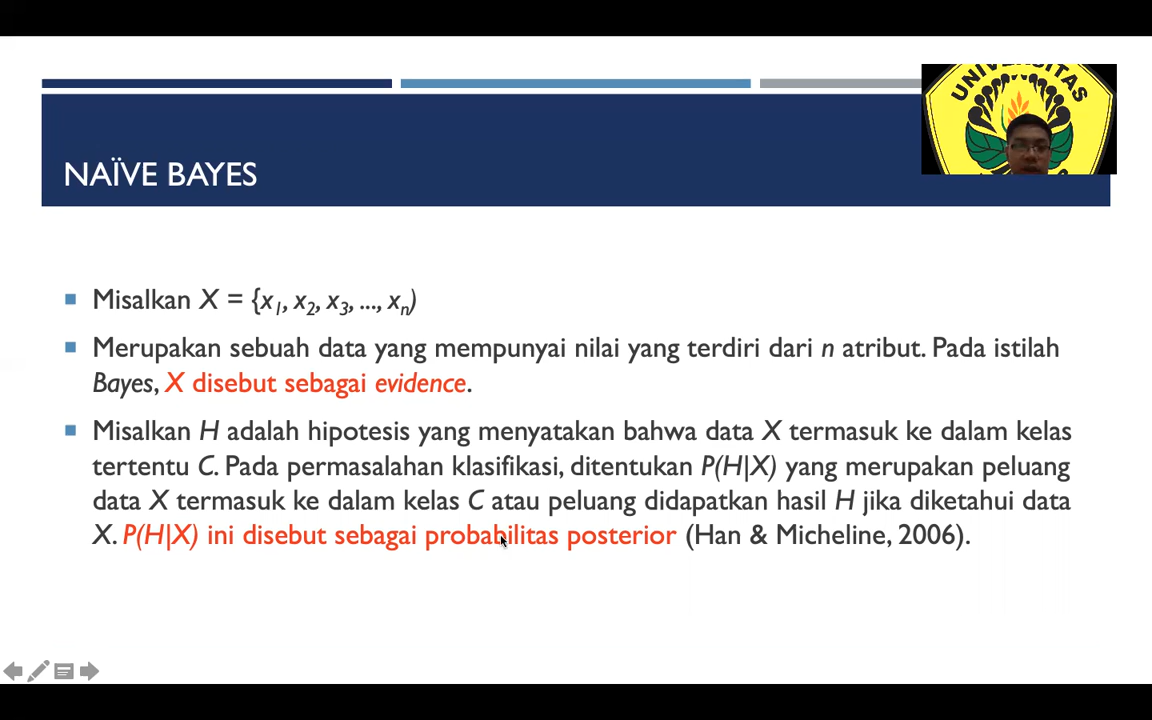 UNIVERSITAS
NAÏVE BAYES
Misalkan X = {x1, x2, x3, ..., xn)
Merupakan sebuah data yang mempunyai nilai yang terdiri dari n atribut. Pada istilah
Bayes, X disebut sebagai evidence.
Misalkan H adalah hipotesis yang menyatakan bahwa data X termasuk ke dalam kelas
tertentu C. Pada permasalahan klasifikasi, ditentukan P(H|X) yang merupakan peluang
data X termasuk ke dalam kelas C atau peluang didapatkan hasil H jika diketahui data
X. P(H|X) ini disebut sebagai probabilitas posterior (Han & Micheline, 2006).